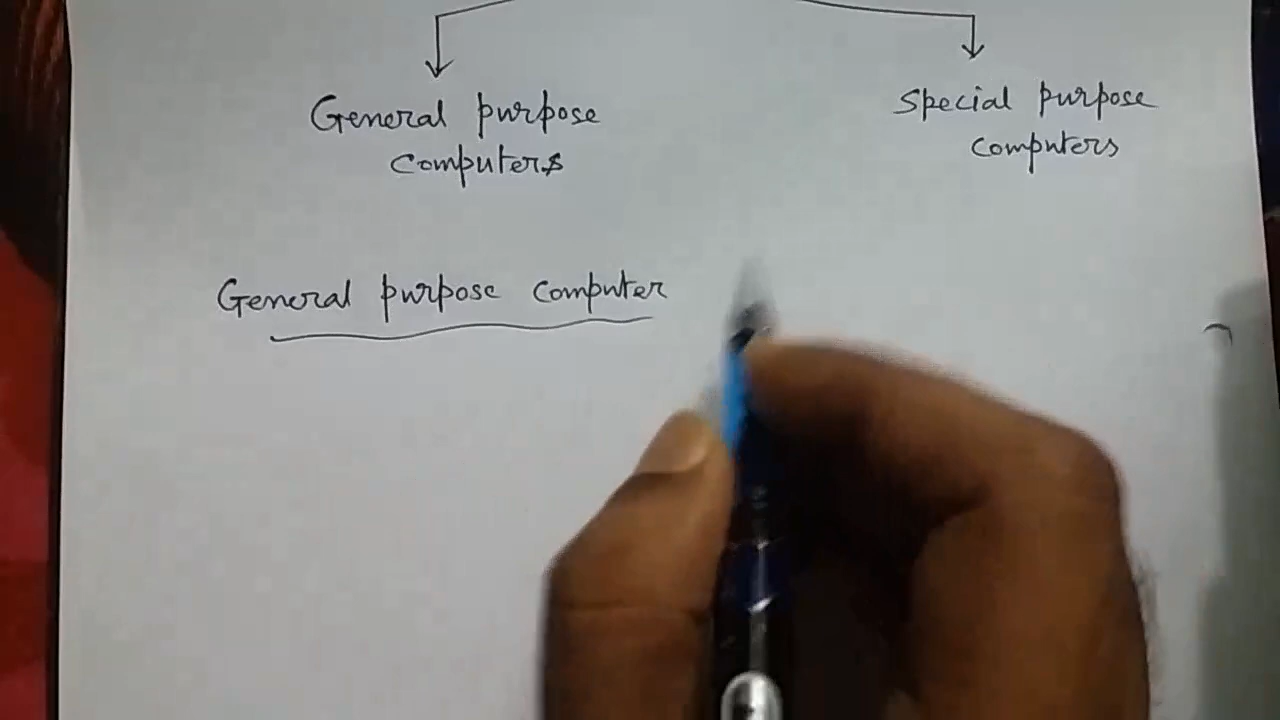 General purpose
computers
Special purpose
computers
General purpose computer